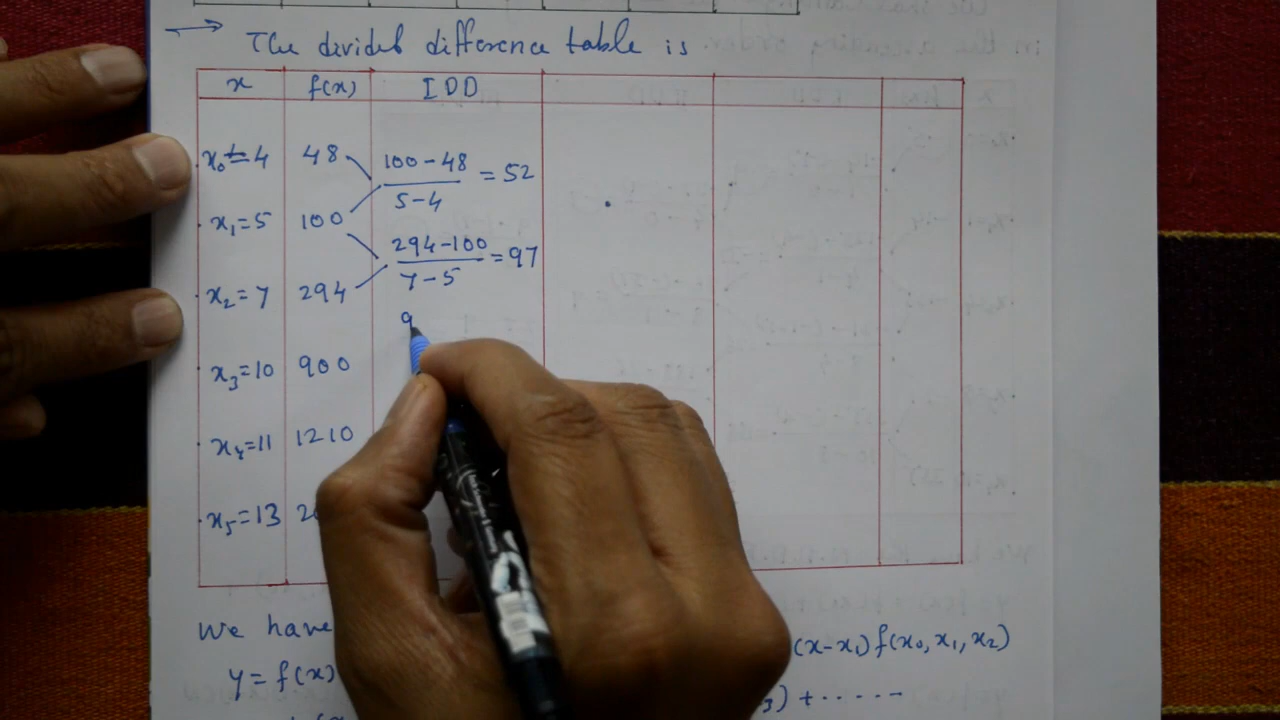 The divided difference table is
x f(x) I DD
x₀ = 4 48 100-48/5-4 = 52
x₁ = 5 100 294-100/7-5 = 97
x₂ = 7 294 9
x₃ = 10 900
x₄ = 11 1210
x₅ = 13
We have (x-x₁) f(x₀, x₁, x₂)
y = f(x) + .....